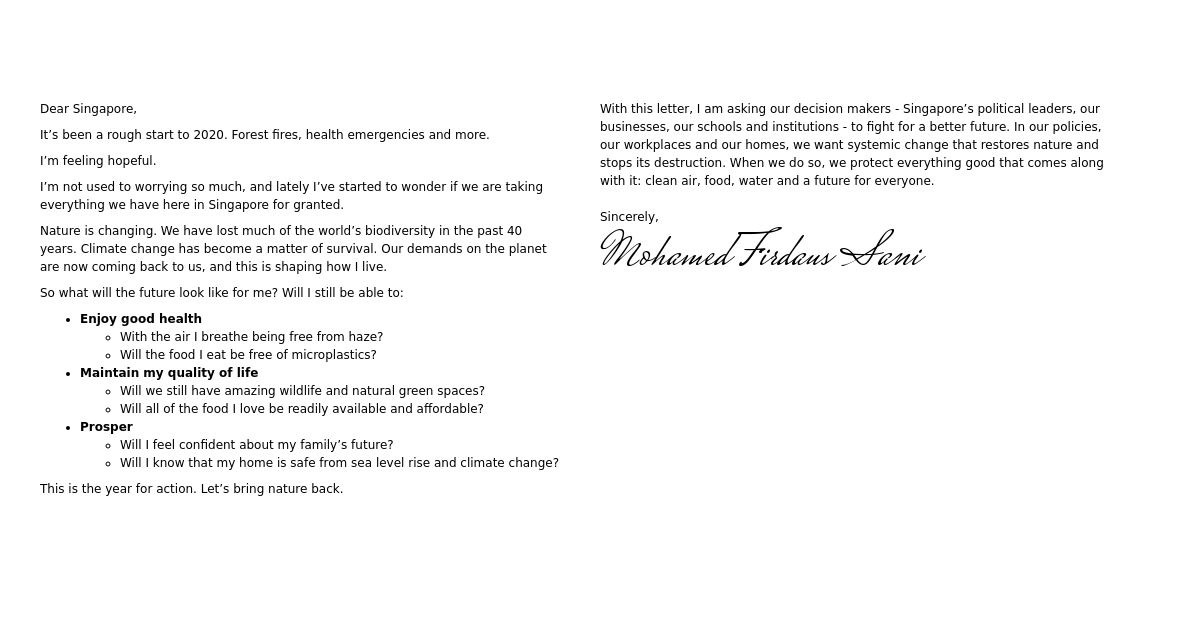 Dear Singapore,
It’s been a rough start to 2020. Forest fires, health emergencies and more.
I’m feeling hopeful.
I’m not used to worrying so much, and lately I’ve started to wonder if we are taking
everything we have here in Singapore for granted.
Nature is changing. We have lost much of the world’s biodiversity in the past 40
years. Climate change has become a matter of survival. Our demands on the planet
are now coming back to us, and this is shaping how I live.
So what will the future look like for me? Will I still be able to:
• Enjoy good health
◦ With the air I breathe being free from haze?
◦ Will the food I eat be free of microplastics?
• Maintain my quality of life
◦ Will we still have amazing wildlife and natural green spaces?
◦ Will all of the food I love be readily available and affordable?
• Prosper
◦ Will I feel confident about my family’s future?
◦ Will I know that my home is safe from sea level rise and climate change?
This is the year for action. Let’s bring nature back.
With this letter, I am asking our decision makers - Singapore’s political leaders, our
businesses, our schools and institutions - to fight for a better future. In our policies,
our workplaces and our homes, we want systemic change that restores nature and
stops its destruction. When we do so, we protect everything good that comes along
with it: clean air, food, water and a future for everyone.
Sincerely,
Mohamed Firdaus Sani